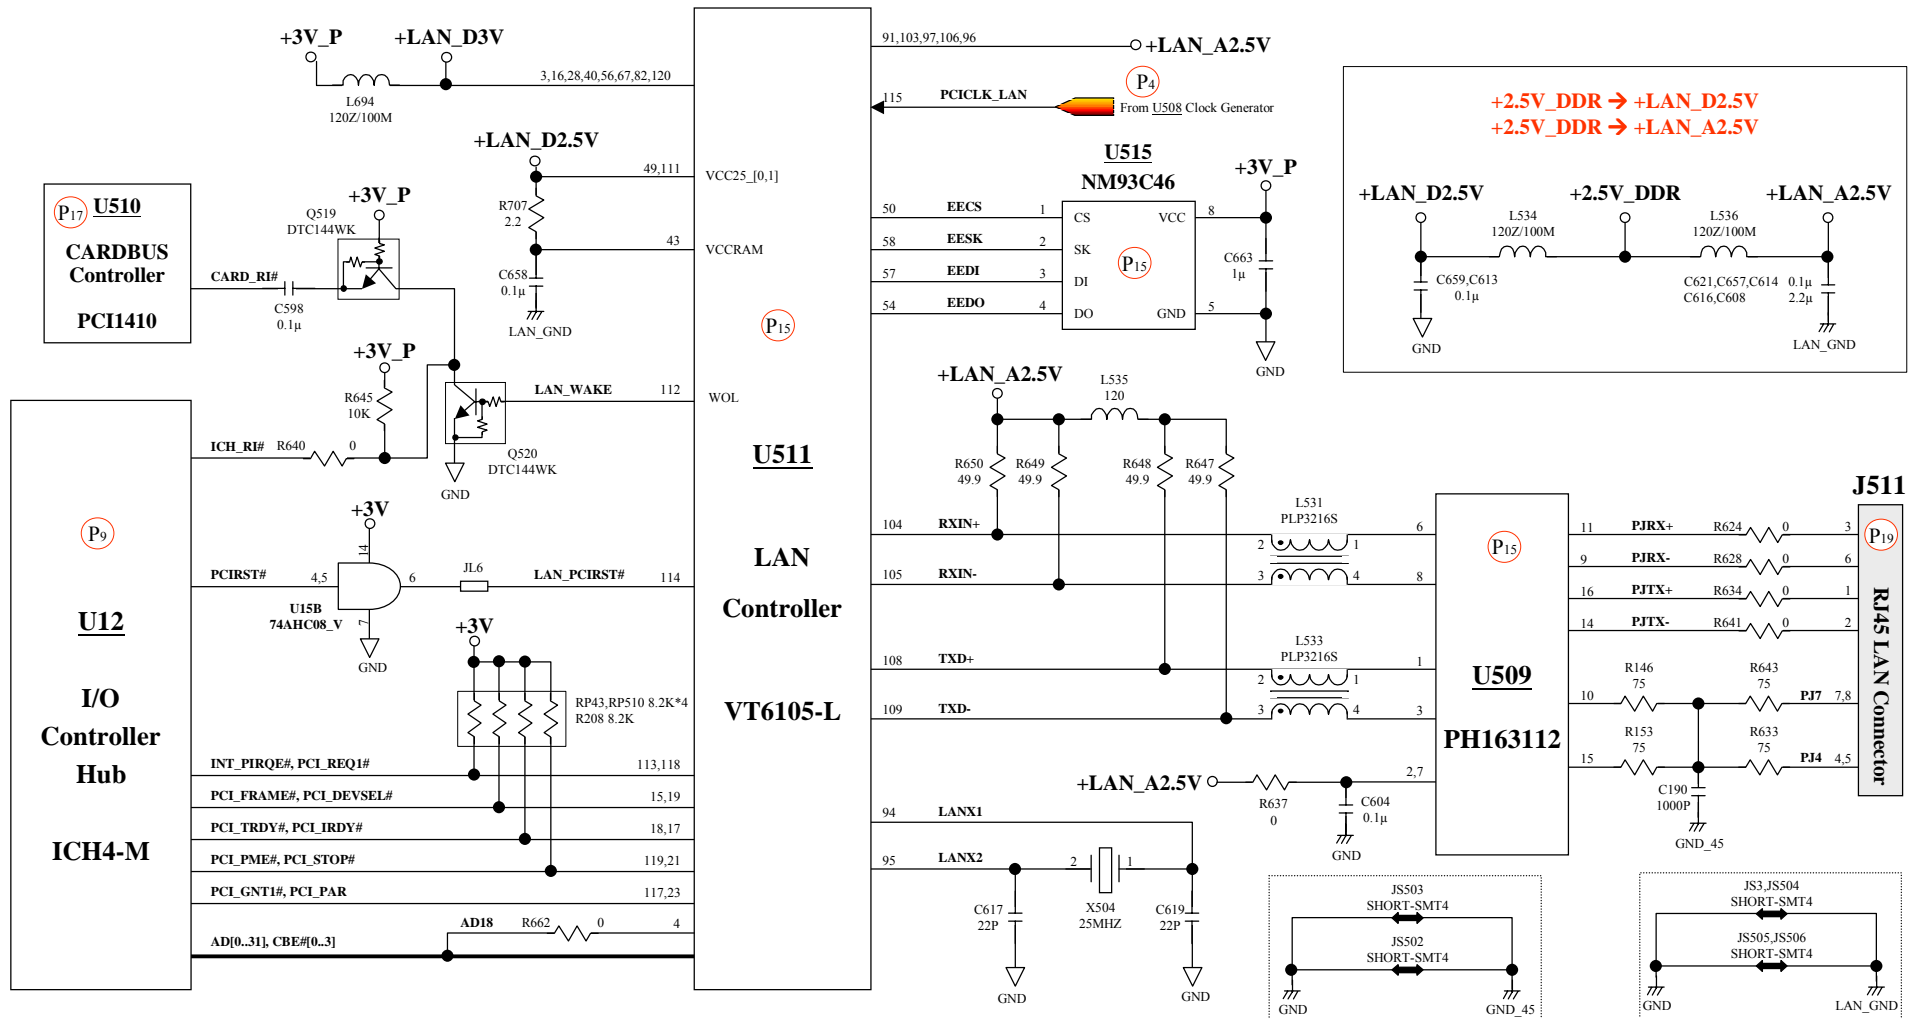 +3V_P
+LAN_D3V
L694
120Z/100M
3,16,28,40,56,67,82,120
+LAN_D2.5V
49,111
VCC25_[0,1]
R707
2.2
43
VCCRAM
C658
0.1µ
LAN_GND
P17
U510
CARDBUS
Controller
PCI1410
+3V_P
Q519
DTC144WK
CARD_RI#
C598
0.1µ
+3V_P
R645
10K
LAN_WAKE
112
WOL
ICH_RI#
R640
0
Q520
DTC144WK
GND
P9
U12
I/O
Controller
Hub
ICH4-M
+3V
14
PCIRST#
4,5
6
7
U15B
74AHC08_V
GND
JL6
LAN_PCIRST#
114
+3V
RP43,RP510 8.2K*4
R208 8.2K
INT_PIRQE#, PCI_REQ1#
113,118
PCI_FRAME#, PCI_DEVSEL#
15,19
PCI_TRDY#, PCI_IRDY#
18,17
PCI_PME#, PCI_STOP#
119,21
PCI_GNT1#, PCI_PAR
117,23
AD18
R662
0
4
AD[0..31], CBE#[0..3]
P15
U511
LAN
Controller
VT6105-L
91,103,97,106,96
+LAN_A2.5V
115
PCICLK_LAN
P4
From U508 Clock Generator
U515
NM93C46
50
EECS
1
CS
58
EESK
2
SK
57
EEDI
3
DI
54
EEDO
4
DO
P15
VCC
8
GND
5
+3V_P
C663
1µ
GND
+2.5V_DDR → +LAN_D2.5V
+2.5V_DDR → +LAN_A2.5V
+LAN_D2.5V
+2.5V_DDR
+LAN_A2.5V
L534
120Z/100M
L536
120Z/100M
C659,C613
0.1µ
C621,C657,C614
C616,C608
0.1µ
2.2µ
GND
LAN_GND
+LAN_A2.5V
L535
120
R650
49.9
R649
49.9
R648
49.9
R647
49.9
104
RXIN+
L531
PLP3216S
2
1
6
105
RXIN-
3
4
8
108
TXD+
L533
PLP3216S
2
1
1
109
TXD-
3
4
3
P15
U509
PH163112
+LAN_A2.5V
R637
0
C604
0.1µ
GND
2,7
94
LANX1
95
LANX2
2
1
X504
25MHZ
C617
22P
C619
22P
GND
GND
J511
P19
RJ45 LAN Connector
11
PJRX+
R624
0
3
9
PJRX-
R628
0
6
16
PJTX+
R634
0
1
14
PJTX-
R641
0
2
10
R146
75
R643
75
PJ7
7,8
15
R153
75
R633
75
PJ4
4,5
C190
1000P
GND_45
JS503
SHORT-SMT4
JS502
SHORT-SMT4
GND
GND_45
JS3,JS504
SHORT-SMT4
JS505,JS506
SHORT-SMT4
GND
LAN_GND